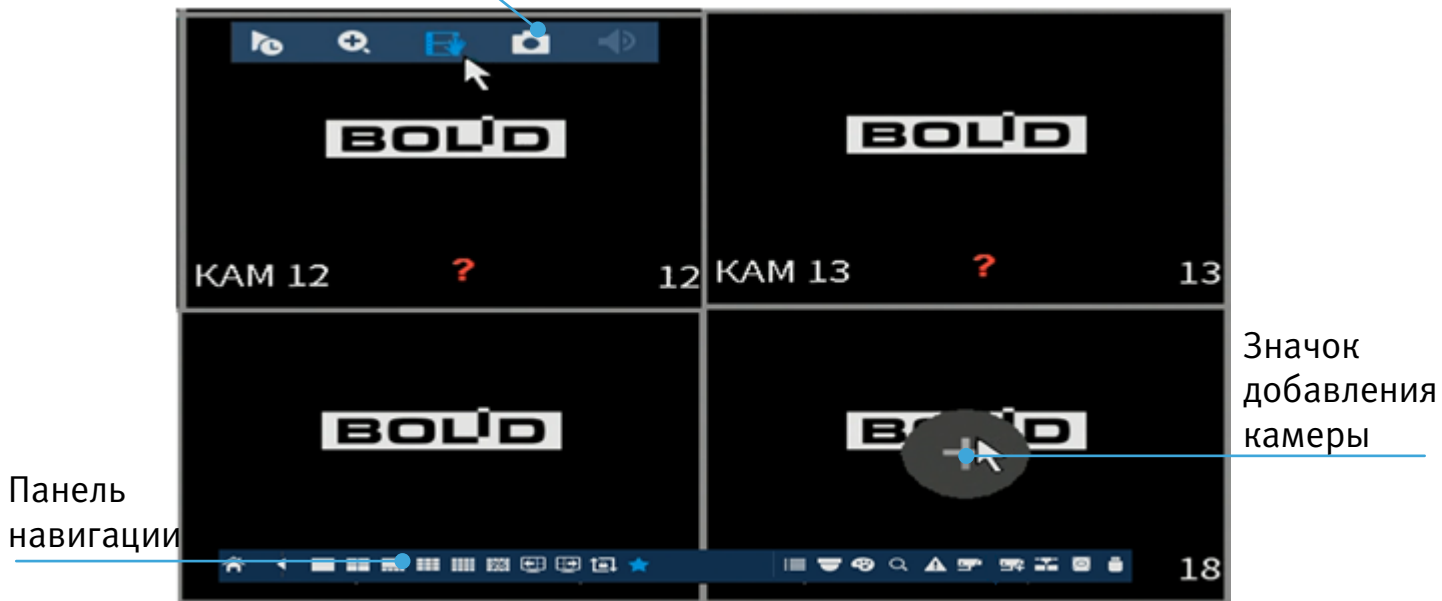 BOLID
BOLID
КАМ 12
?
12
КАМ 13
?
13
Значок
добавления
камеры
BOLID
BOLID
Панель
навигации
18